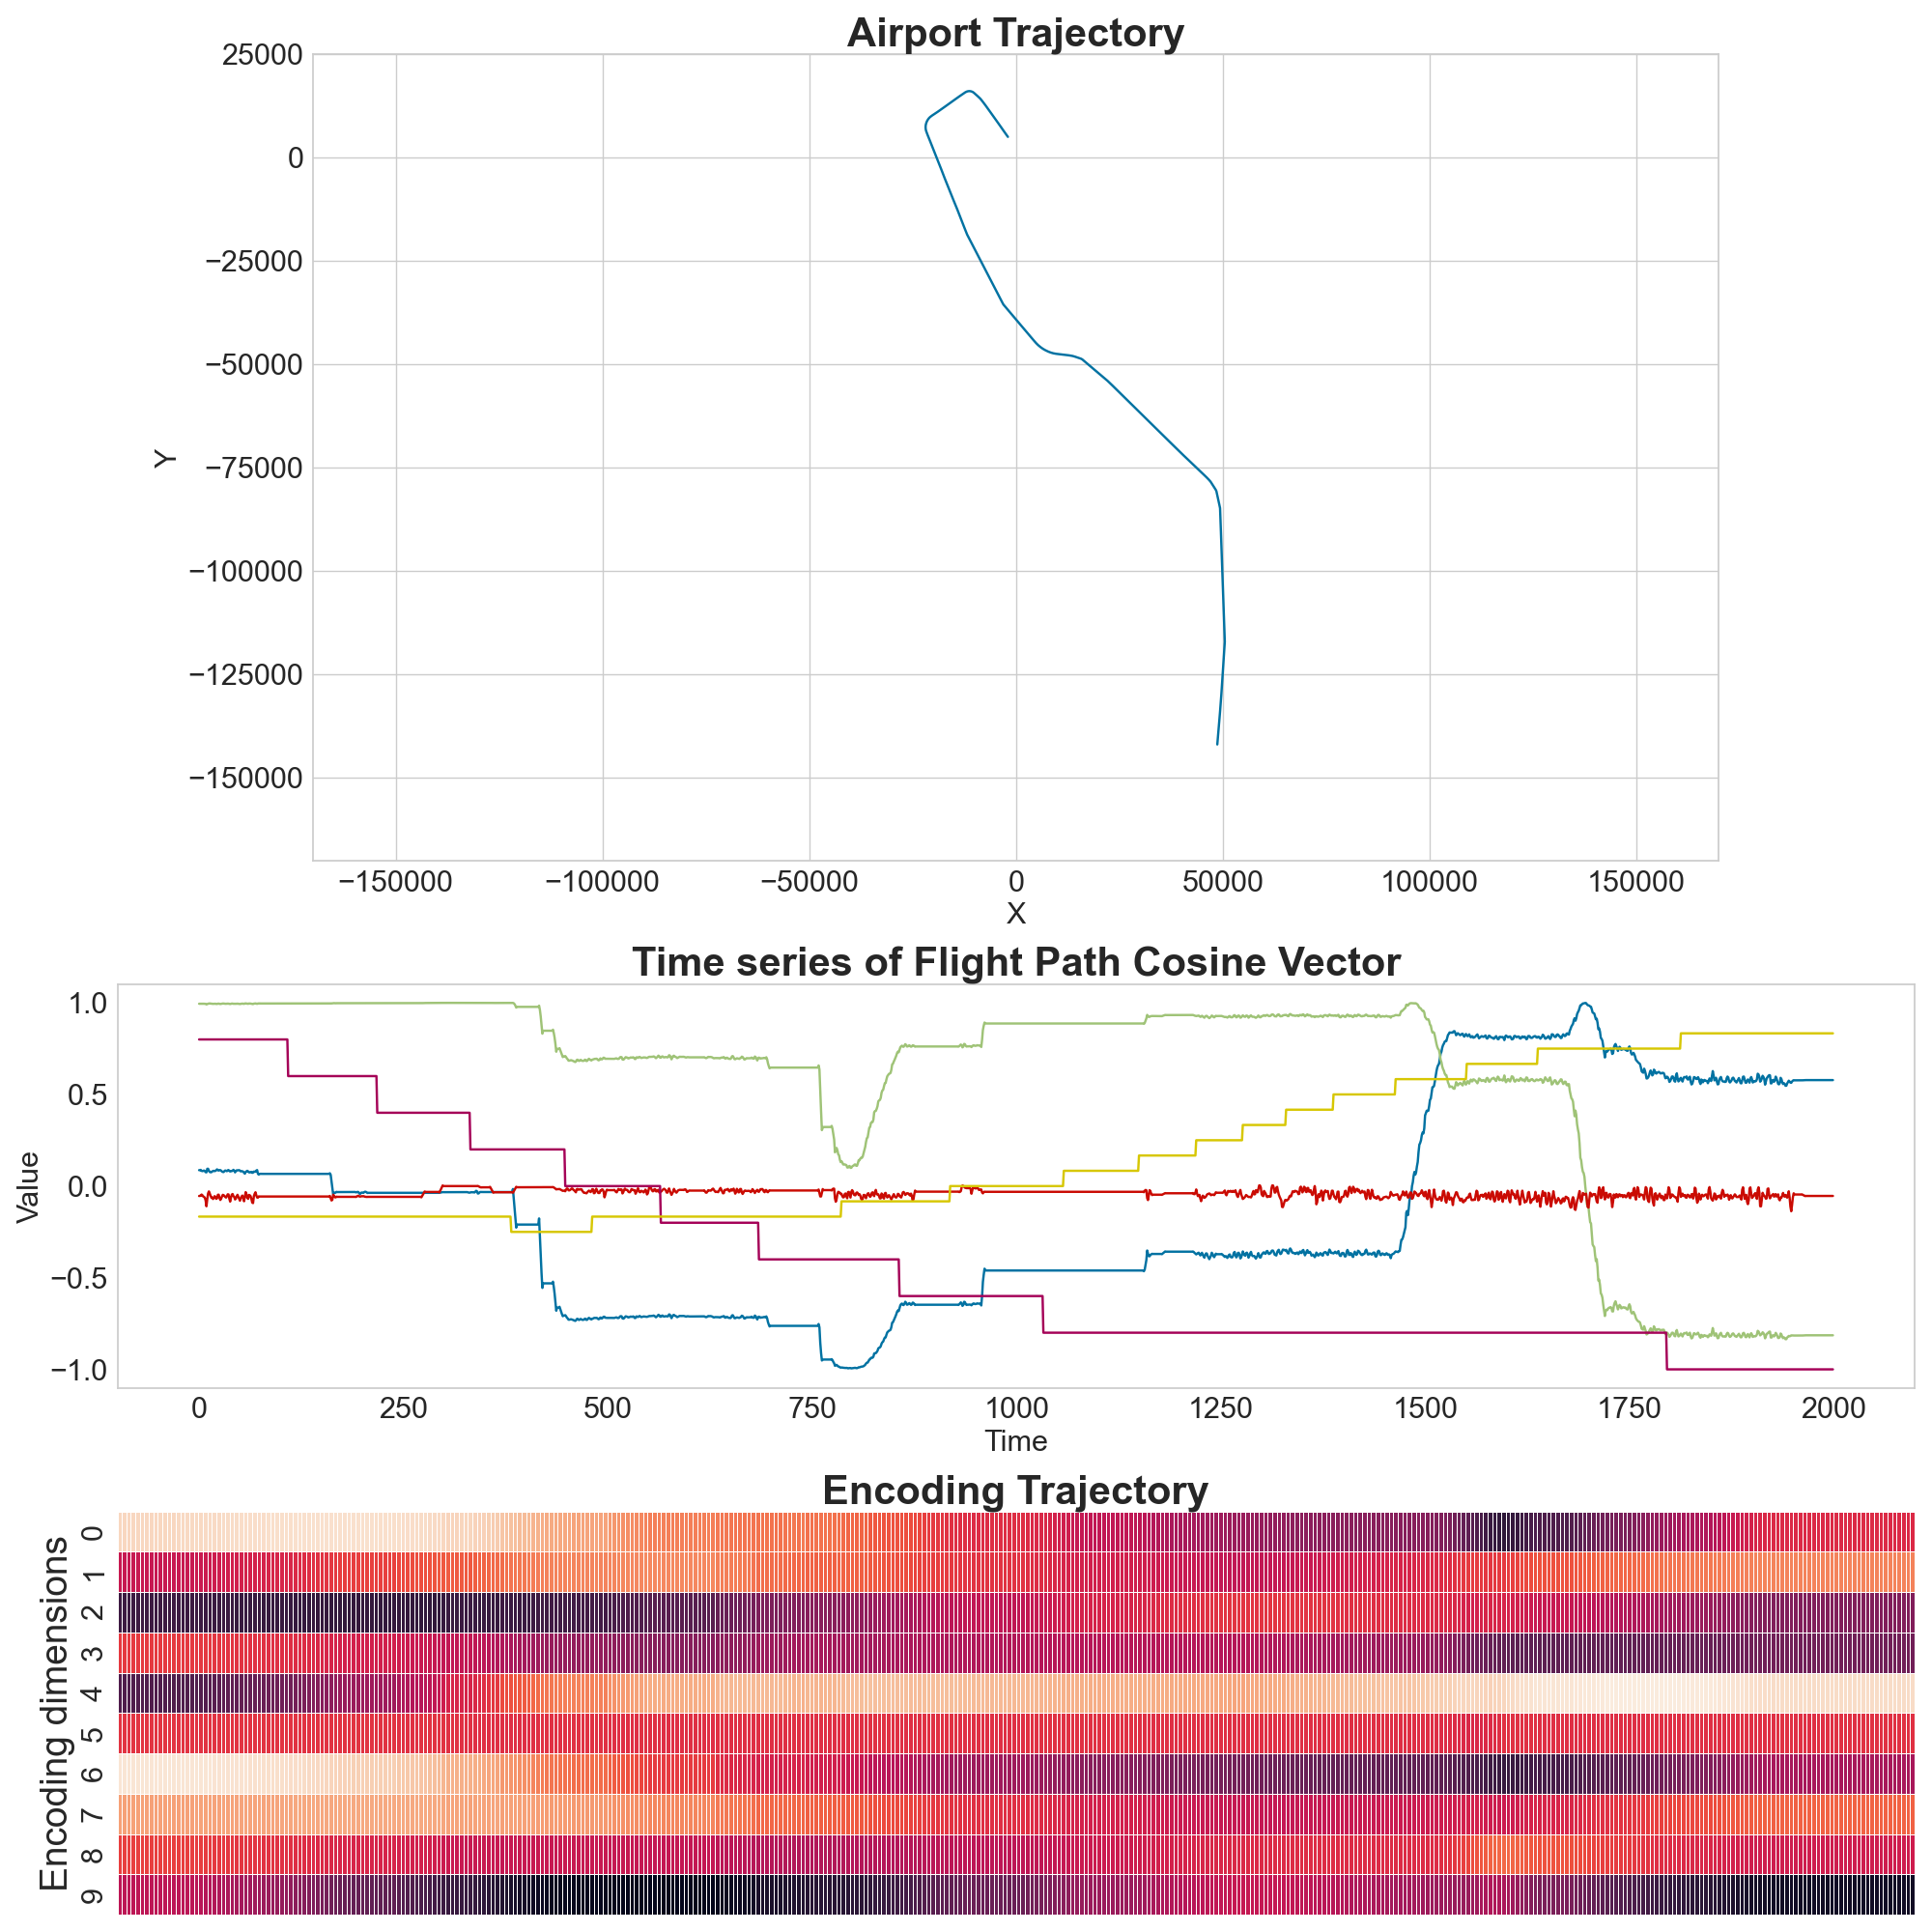 Airport Trajectory
25000
0
−25000
−50000
−75000
−100000
−125000
−150000
Y
−150000 −100000 −50000 0 50000 100000 150000
X
Time series of Flight Path Cosine Vector
1.0
0.5
0.0
−0.5
−1.0
Value
0 250 500 750 1000 1250 1500 1750 2000
Time
Encoding Trajectory
Encoding dimensions
0
1
2
3
4
5
6
7
8
9